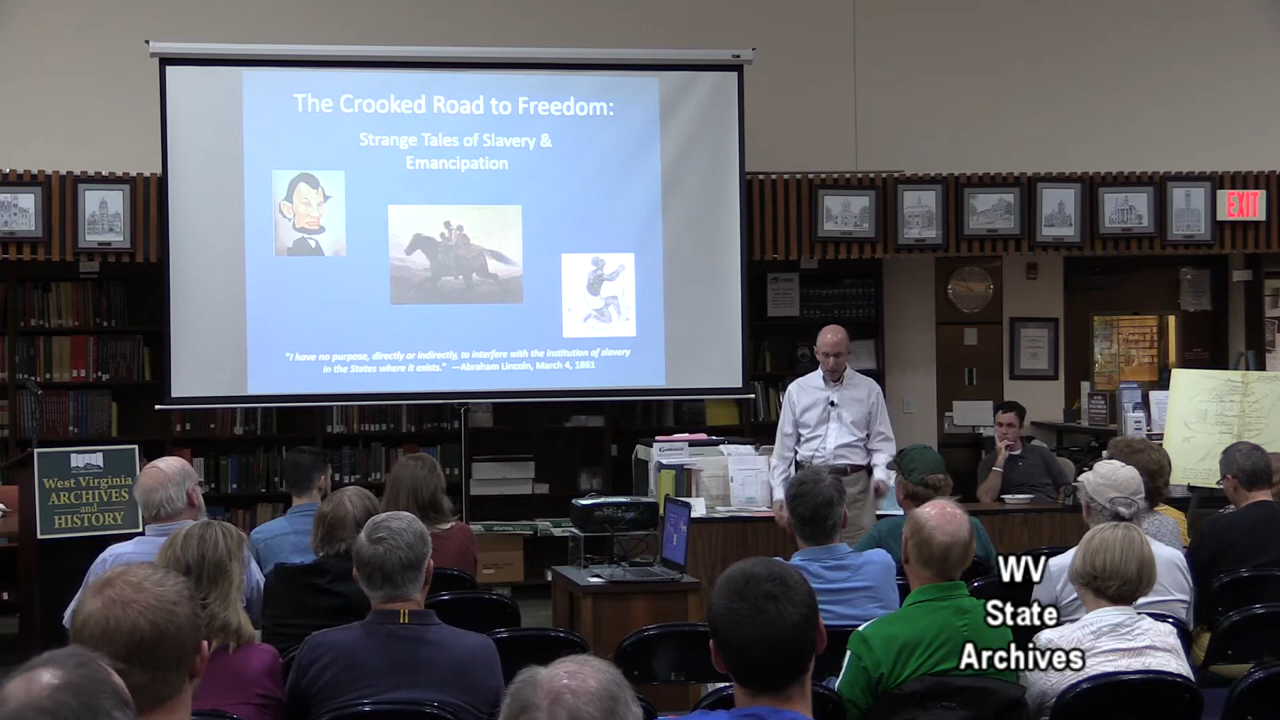 The Crooked Road to Freedom:
Strange Tales of Slavery &
Emancipation
"I have no purpose, directly or indirectly, to interfere with the institution of slavery
in the States where it exists." —Abraham Lincoln, March 4, 1861
EXIT
West Virginia
ARCHIVES
and
HISTORY
WV
State
Archives